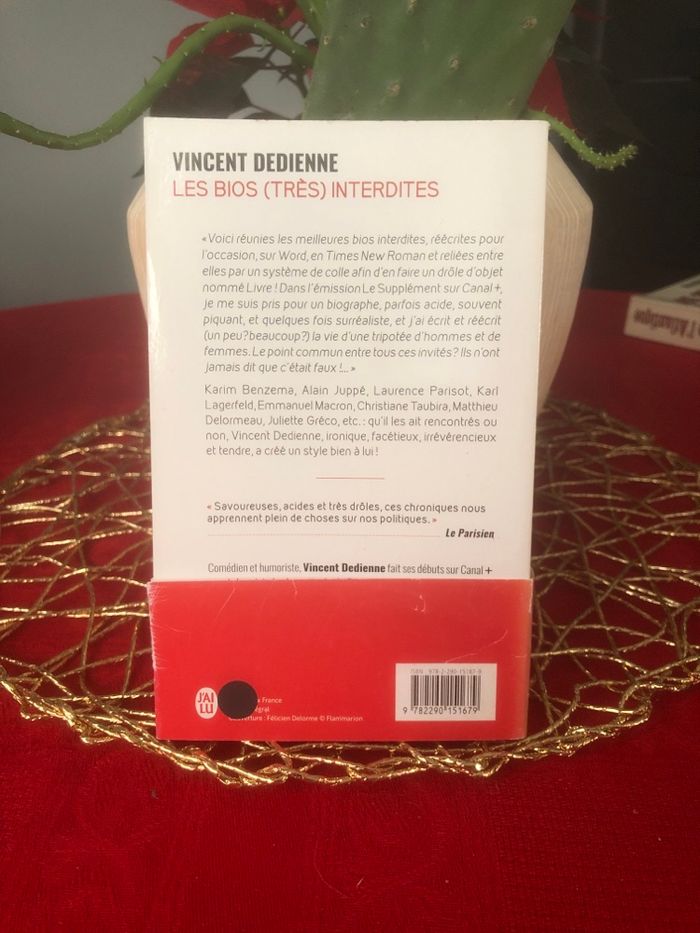 VINCENT DEDIENNE
LES BIOS (TRÈS) INTERDITES
« Voici réunies les meilleures bios interdites, réécrites pour
l'occasion, sur Word, en Times New Roman et reliées entre
elles par un système de colle afin d'en faire un drôle d'objet
nommé Livre ! Dans l'émission Le Supplément sur Canal +,
je me suis pris pour un biographe, parfois acide, souvent
piquant, et quelques fois surréaliste, et j'ai écrit et réécrit
(un peu? beaucoup?) la vie d'une tripotée d'hommes et de
femmes. Le point commun entre tous ces invités ? Ils n'ont
jamais dit que c'était faux !... »
Karim Benzema, Alain Juppé, Laurence Parisot, Karl
Lagerfeld, Emmanuel Macron, Christiane Taubira, Matthieu
Delormeau, Juliette Gréco, etc. : qu'il les ait rencontrés ou
non, Vincent Dedienne, ironique, facétieux, irrévérencieux
et tendre, a créé un style bien à lui !
« Savoureuses, acides et très drôles, ces chroniques nous
apprennent plein de choses sur nos politiques. »
Le Parisien
Comédien et humoriste, Vincent Dedienne fait ses débuts sur Canal +
ISBN 978-2-290-15167-9
9 782290 151679
J'AI LU
France
: Félicien Delorme © Flammarion
l'Atlantique